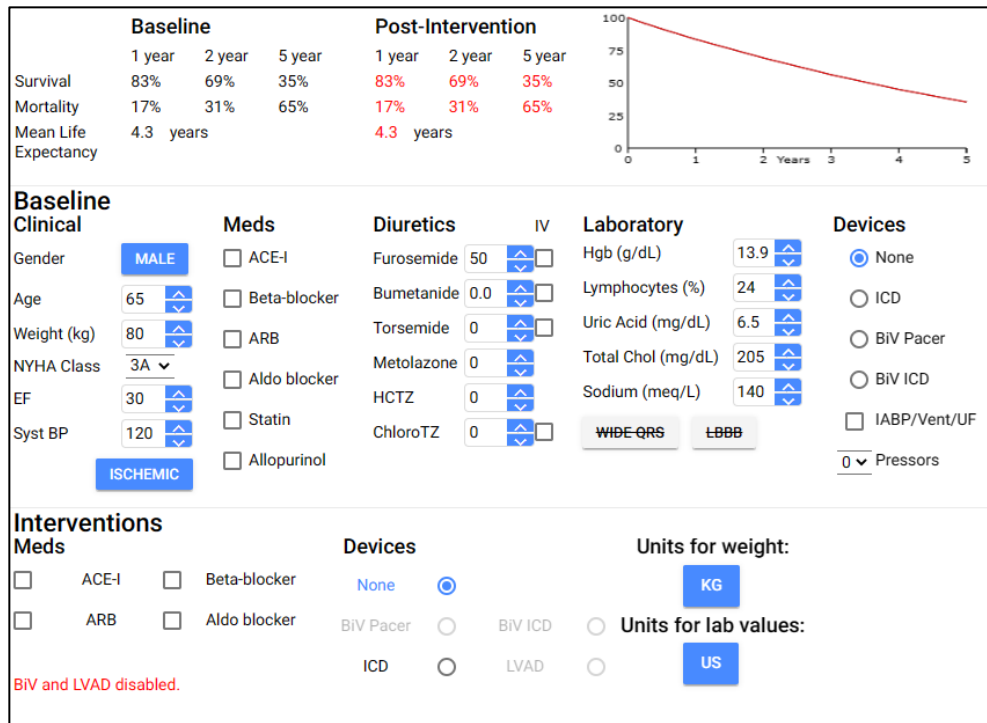 Baseline Post-Intervention
1 year 2 year 5 year 1 year 2 year 5 year
Survival 83% 69% 35% 83% 69% 35%
Mortality 17% 31% 65% 17% 31% 65%
Mean Life Expectancy 4.3 years 4.3 years
100
75
50
25
0
0 1 2 Years 3 4 5
Baseline
Clinical Meds Diuretics IV Laboratory Devices
Gender MALE ACE-I Furosemide 50 Hgb (g/dL) 13.9 None
Age 65 Beta-blocker Bumetanide 0.0 Lymphocytes (%) 24 ICD
Weight (kg) 80 ARB Torsemide 0 Uric Acid (mg/dL) 6.5 BiV Pacer
NYHA Class 3A Aldo blocker Metolazone 0 Total Chol (mg/dL) 205 BiV ICD
EF 30 Statin HCTZ 0 Sodium (meq/L) 140 IABP/Vent/UF
Syst BP 120 Allopurinol ChloroTZ 0 WIDE QRS LBBB 0 Pressors
ISCHEMIC
Interventions
Meds Devices Units for weight:
ACE-I Beta-blocker None KG
ARB Aldo blocker BiV Pacer BiV ICD Units for lab values:
ICD LVAD US
BiV and LVAD disabled.